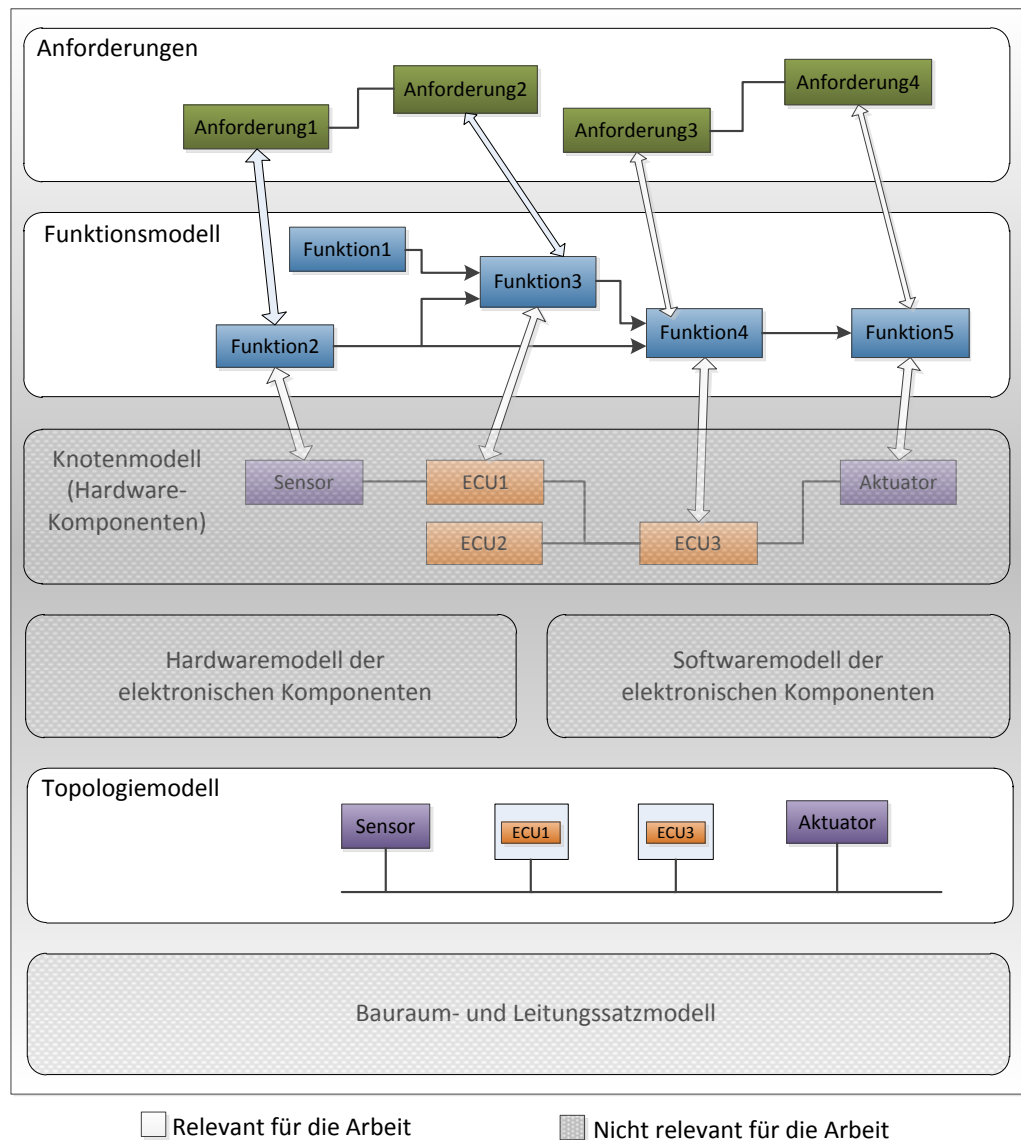 Anforderungen
Anforderung1
Anforderung2
Anforderung3
Anforderung4
Funktionsmodell
Funktion1
Funktion2
Funktion3
Funktion4
Funktion5
Knotenmodell
(Hardware-
Komponenten)
Sensor
ECU1
ECU2
ECU3
Aktuator
Hardwaremodell der
elektronischen Komponenten
Softwaremodell der
elektronischen Komponenten
Topologiemodell
Sensor
ECU1
ECU3
Aktuator
Bauraum- und Leitungssatzmodell
Relevant für die Arbeit
Nicht relevant für die Arbeit